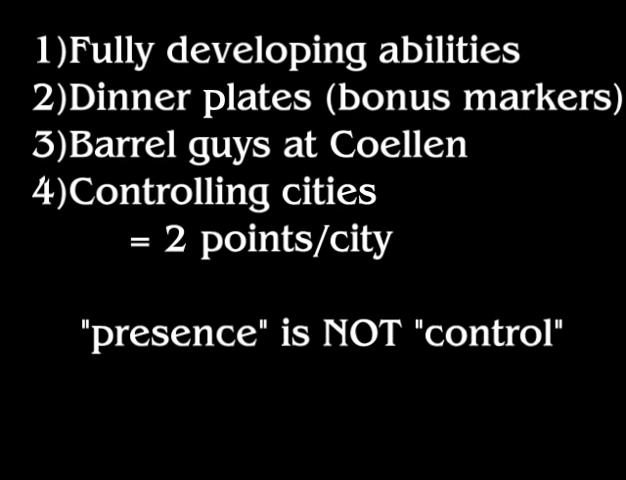 1)Fully developing abilities
2)Dinner plates (bonus markers)
3)Barrel guys at Coellen
4)Controlling cities
= 2 points/city
"presence" is NOT "control"